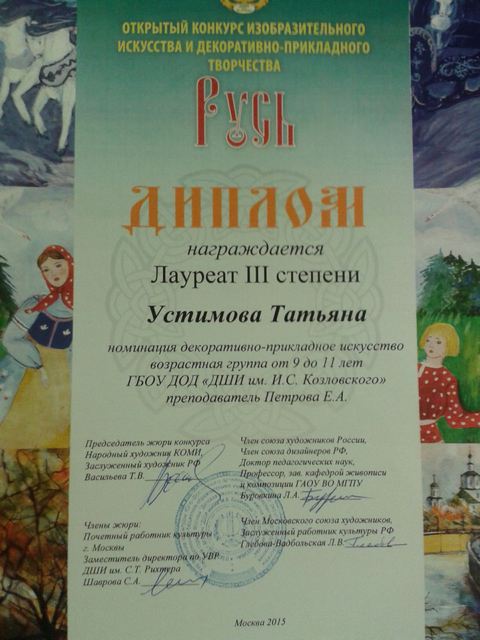 ОТКРЫТЫЙ КОНКУРС ИЗОБРАЗИТЕЛЬНОГО
ИСКУССТВА И ДЕКОРАТИВНО-ПРИКЛАДНОГО
ТВОРЧЕСТВА
РУСЬ
ДИПЛОМ
награждается
Лауреат III степени
Устимова Татьяна
номинация декоративно-прикладное искусство
возрастная группа от 9 до 11 лет
ГБОУ ДОД «ДШИ им. И.С. Козловского»
преподаватель Петрова Е.А.
Председатель жюри конкурса
Народный художник КОМИ,
Заслуженный художник РФ
Васильева Т.В.
Член союза художников России,
Член союза дизайнеров РФ,
Доктор педагогических наук,
Профессор, зав. кафедрой живописи
и композиции ГАОУ ВО МГПУ
Буровкина Л.А.
Члены жюри:
Почетный работник культуры
г. Москвы
Заместитель директора по УВР
ДШИ им. С.Т. Рихтера
Шаврова С.А.
Член Московского союза художников,
Заслуженный работник культуры РФ
Глебова-Вадбольская Л.В.
Москва 2015